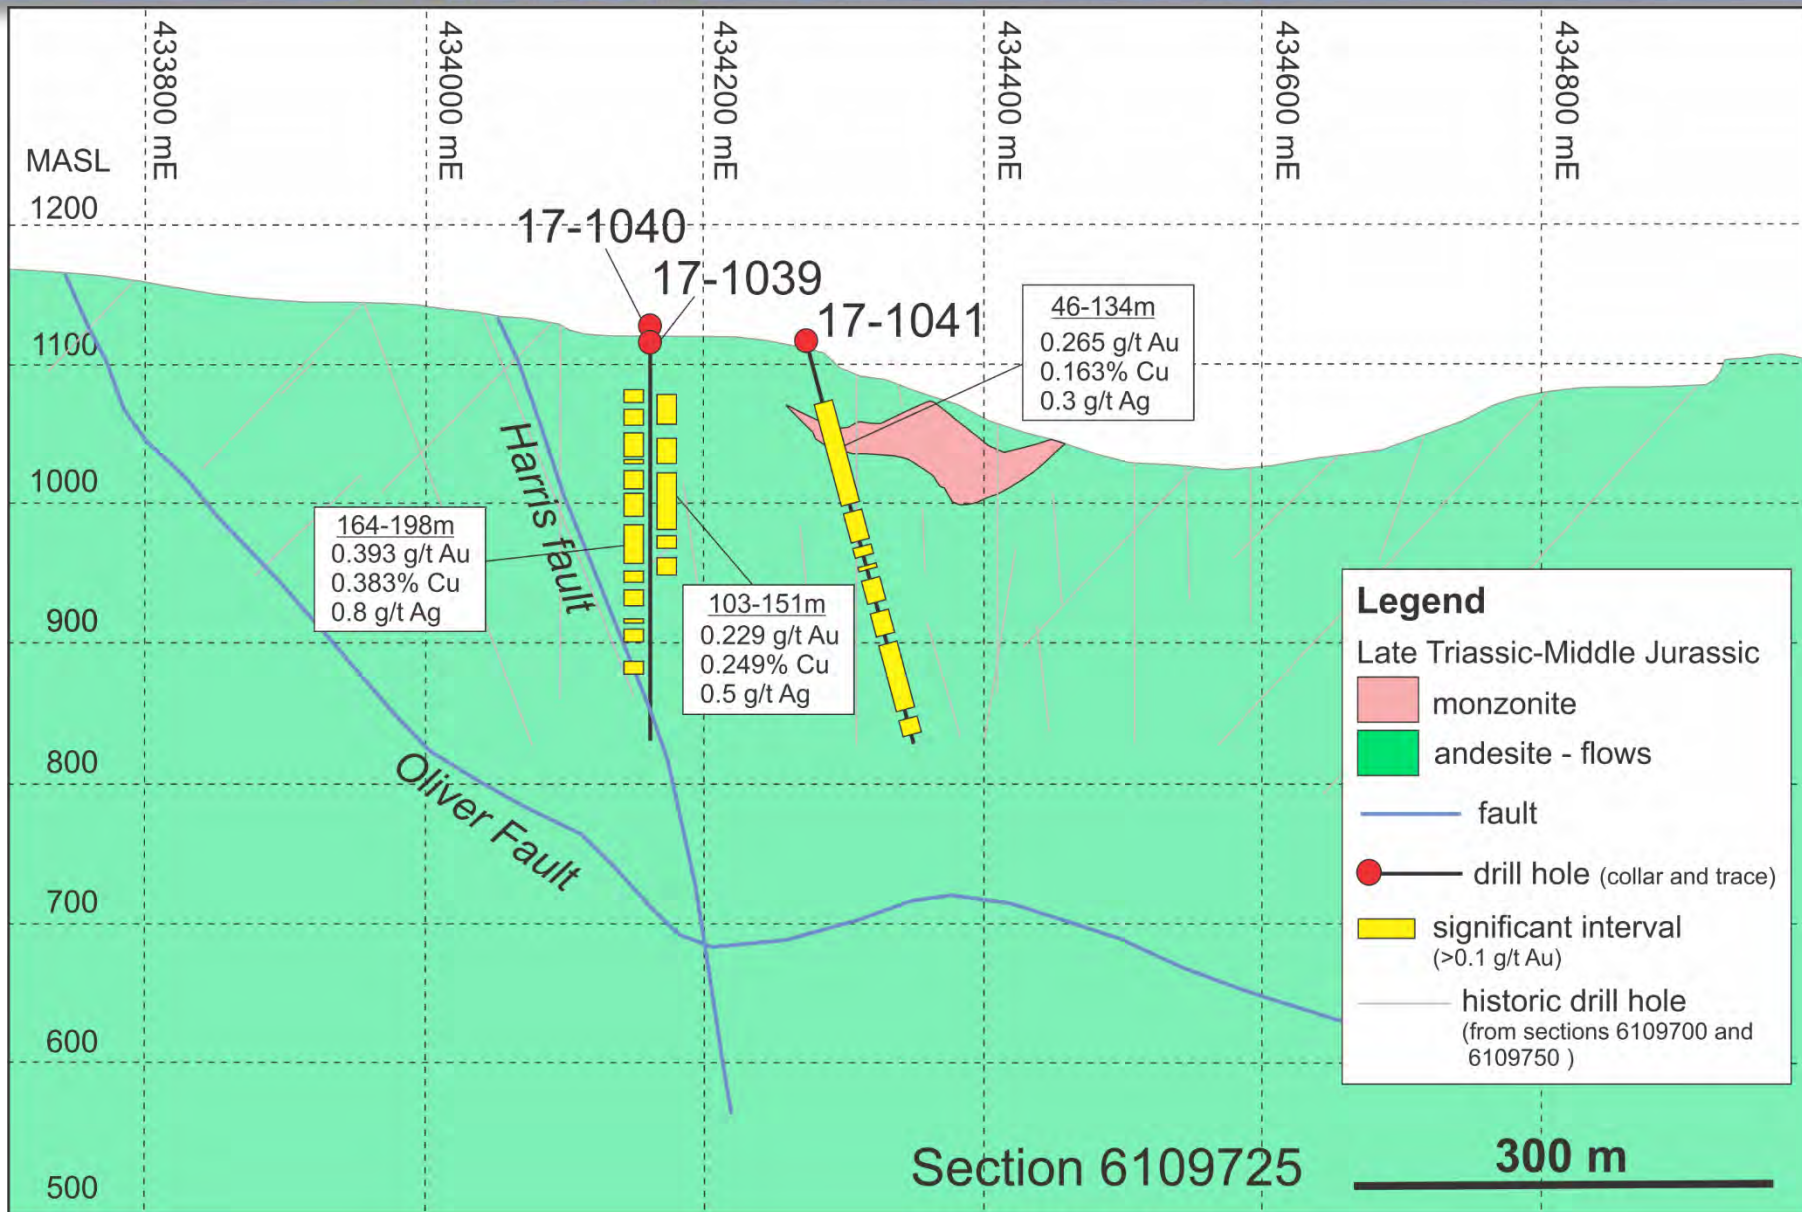 433800 mE
434000 mE
434200 mE
434400 mE
434600 mE
434800 mE
MASL
1200
1100
1000
900
800
700
600
500
17-1040
17-1039
17-1041
46-134m
0.265 g/t Au
0.163% Cu
0.3 g/t Ag
Harris fault
164-198m
0.393 g/t Au
0.383% Cu
0.8 g/t Ag
103-151m
0.229 g/t Au
0.249% Cu
0.5 g/t Ag
Oliver Fault
Legend
Late Triassic-Middle Jurassic
monzonite
andesite - flows
fault
drill hole (collar and trace)
significant interval
(>0.1 g/t Au)
historic drill hole
(from sections 6109700 and
6109750 )
Section 6109725
300 m